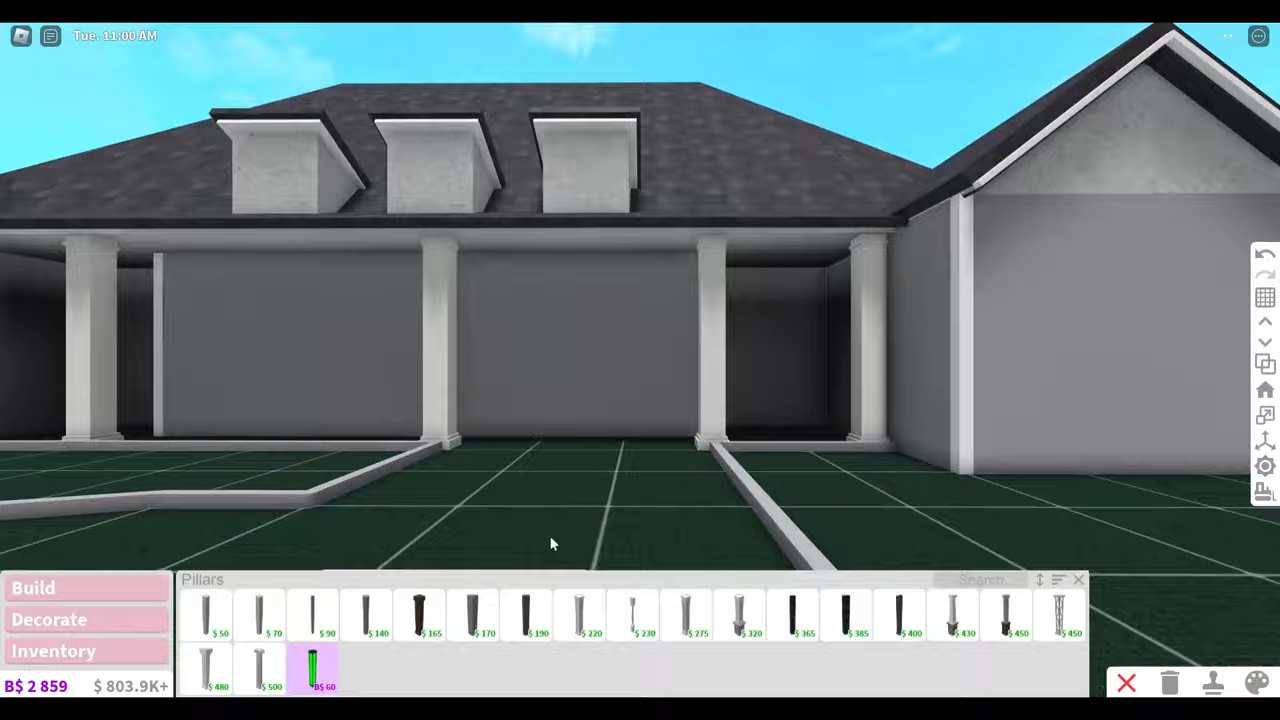 Tue. 11:00 AM
Pillars
Search...
Build
Decorate
Inventory
B$ 2 859
$ 803.9K+
$ 50
$ 70
$ 90
$ 140
$ 165
$ 170
$ 190
$ 220
$ 230
$ 275
$ 320
$ 365
$ 385
$ 400
$ 430
$ 450
$ 450
$ 480
$ 500
B$ 60